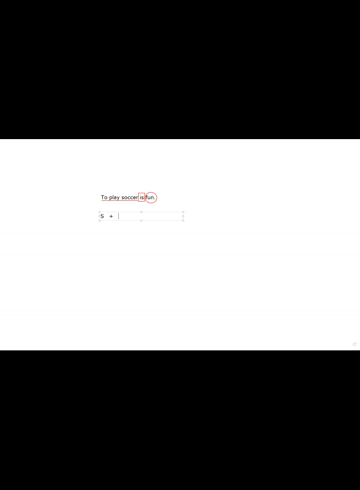 To play soccer is fun.
S +